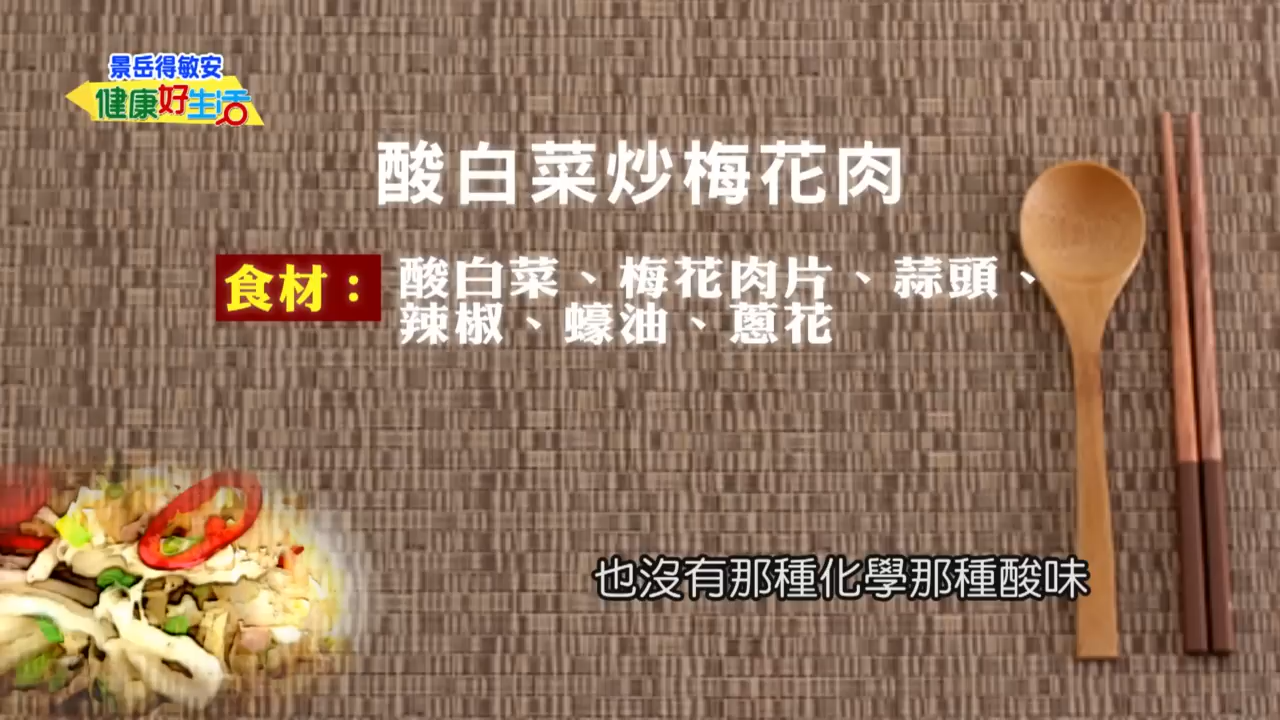 景岳得敏安
健康好生活
酸白菜炒梅花肉
食材：
酸白菜、梅花肉片、蒜頭、
辣椒、蠔油、蔥花
也沒有那種化學那種酸味